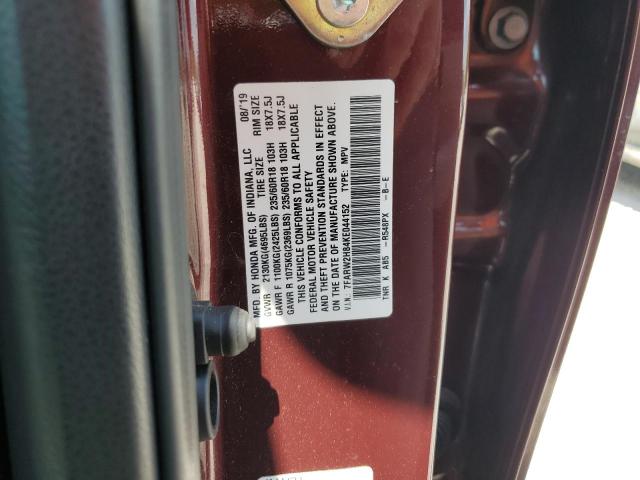 MFD. BY HONDA MFG. OF INDIANA, LLC 08/'19
GVWR 2130KG(4695LBS) TIRE SIZE RIM SIZE
GAWR F 1100KG(2425LBS) 235/60R18 103H 18X7.5J
GAWR R 1075KG(2369LBS) 235/60R18 103H 18X7.5J
THIS VEHICLE CONFORMS TO ALL APPLICABLE
FEDERAL MOTOR VEHICLE SAFETY
AND THEFT PREVENTION STANDARDS IN EFFECT
ON THE DATE OF MANUFACTURE SHOWN ABOVE.
V.I.N. 7FARW2H84KE044152 TYPE: MPV
TNR K AB5 -R548PX -B-E